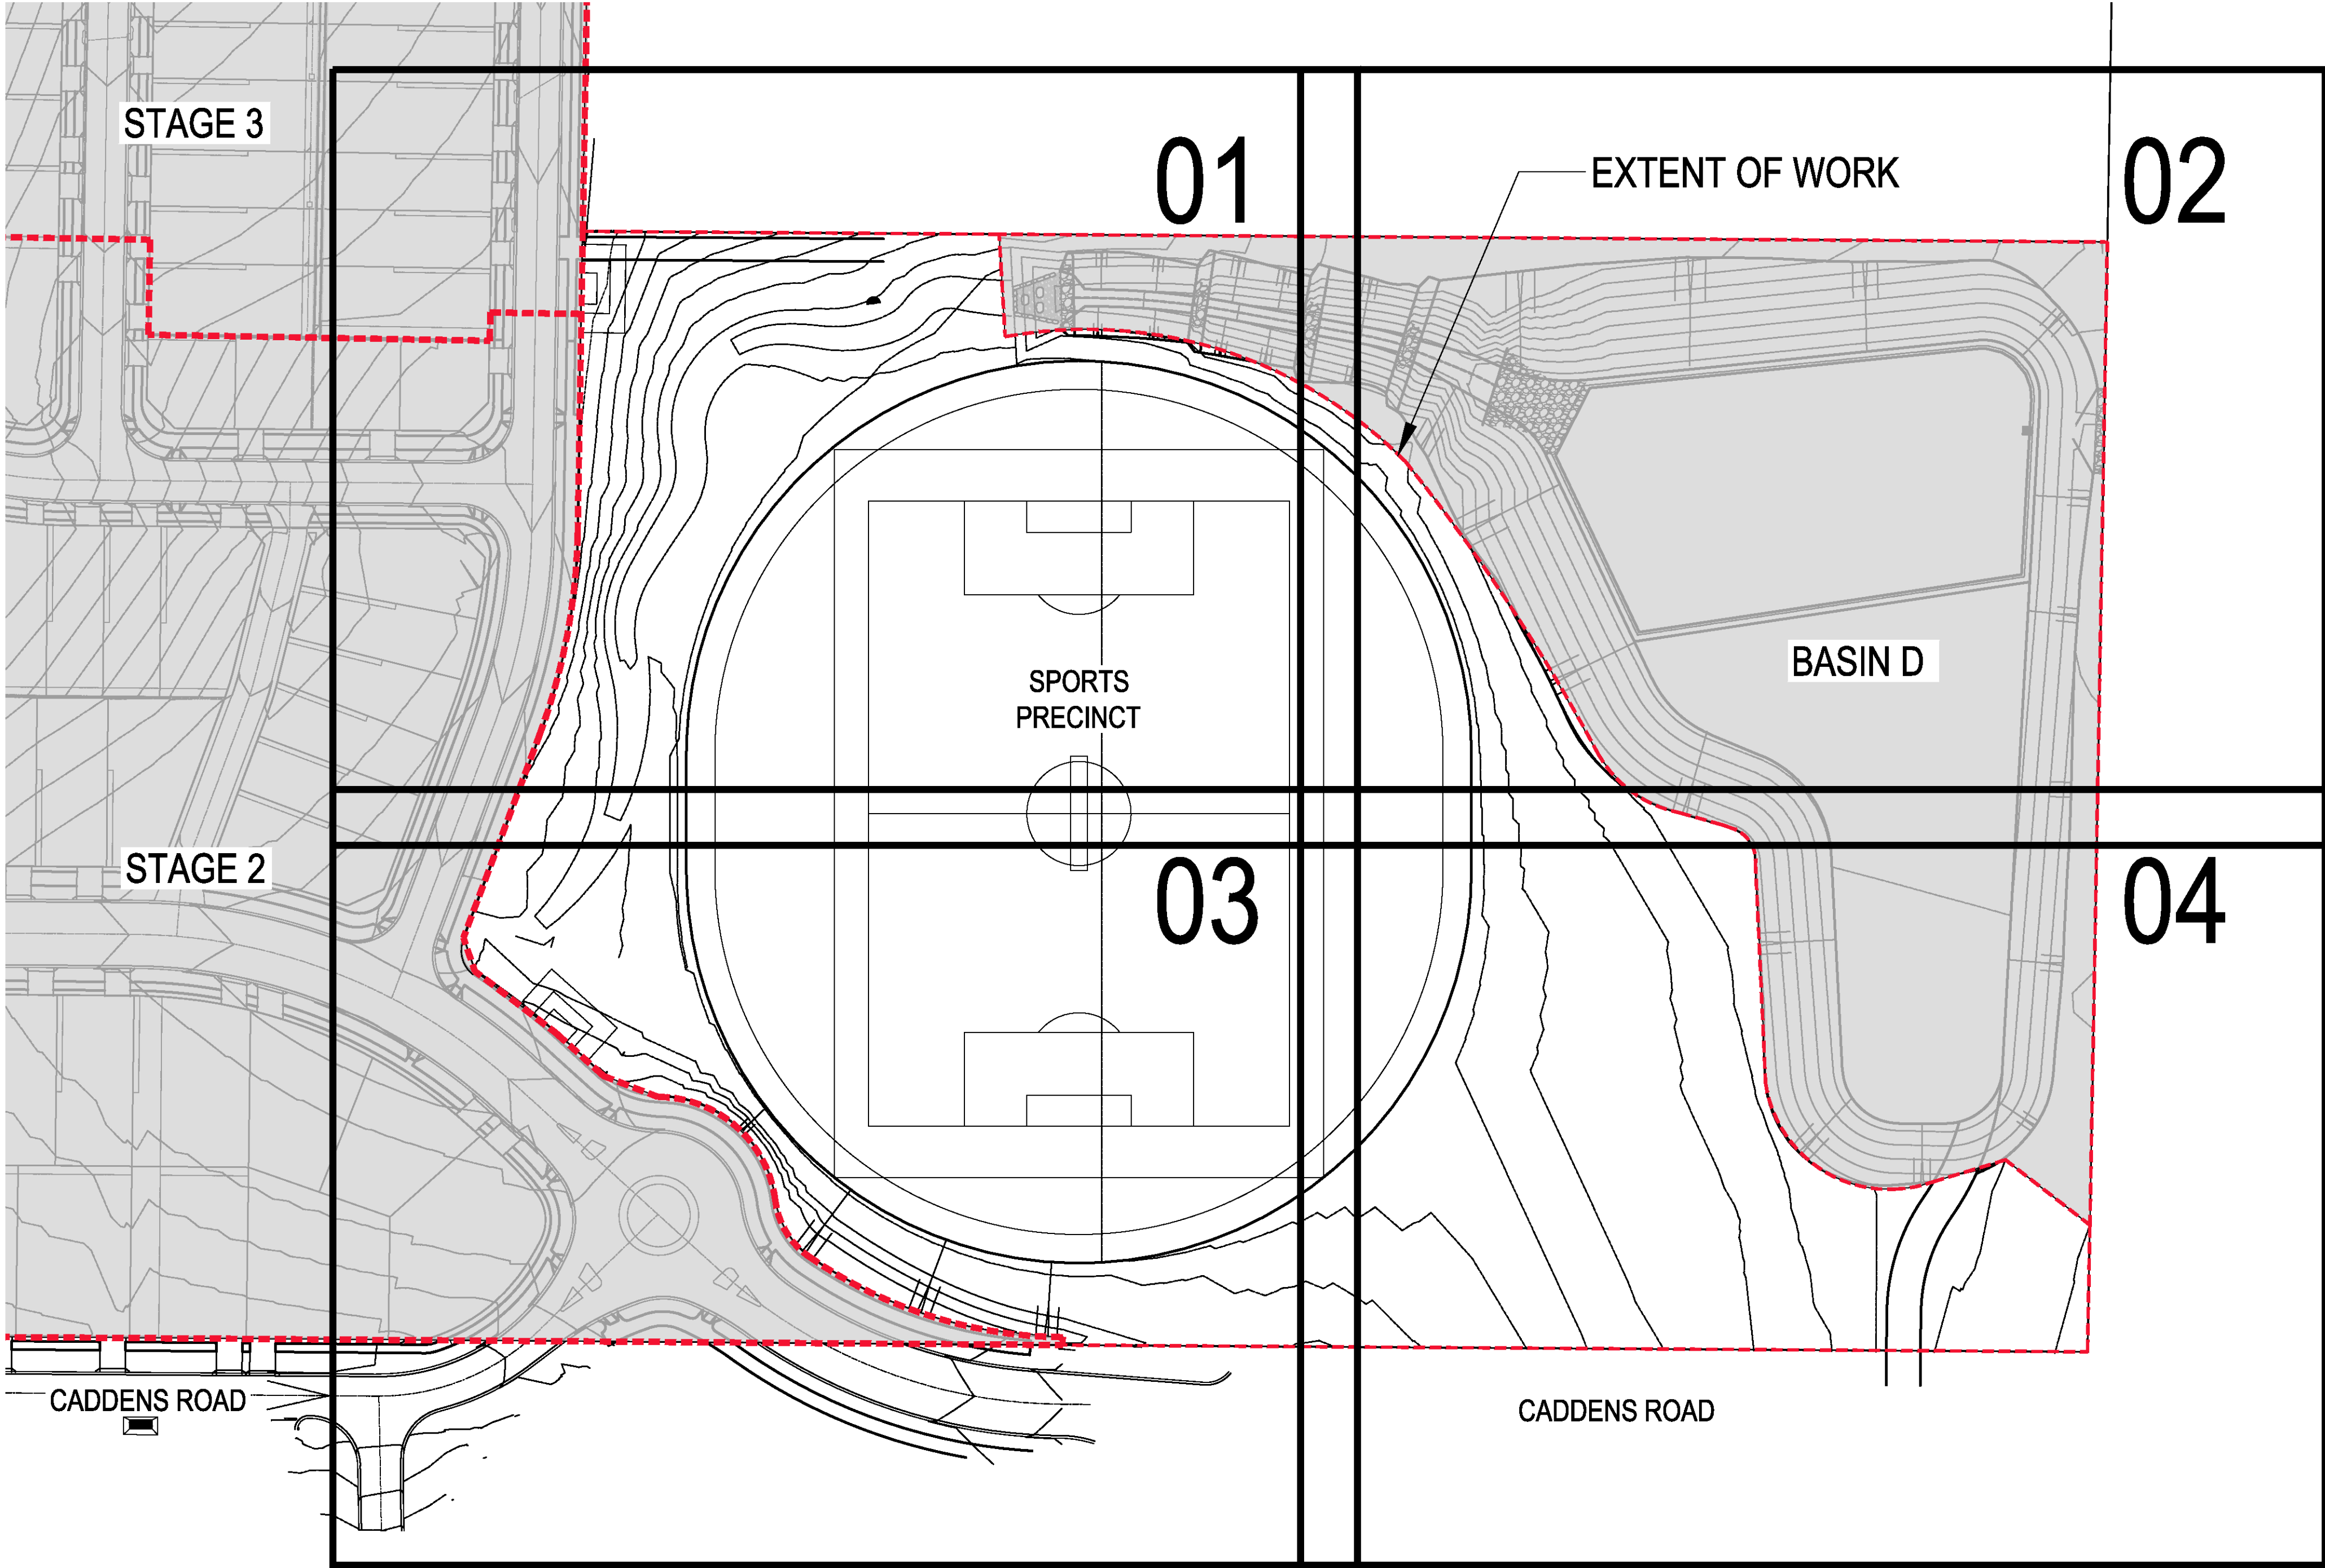 STAGE 3
01
EXTENT OF WORK
02
SPORTS
PRECINCT
BASIN D
STAGE 2
03
04
CADDENS ROAD
CADDENS ROAD